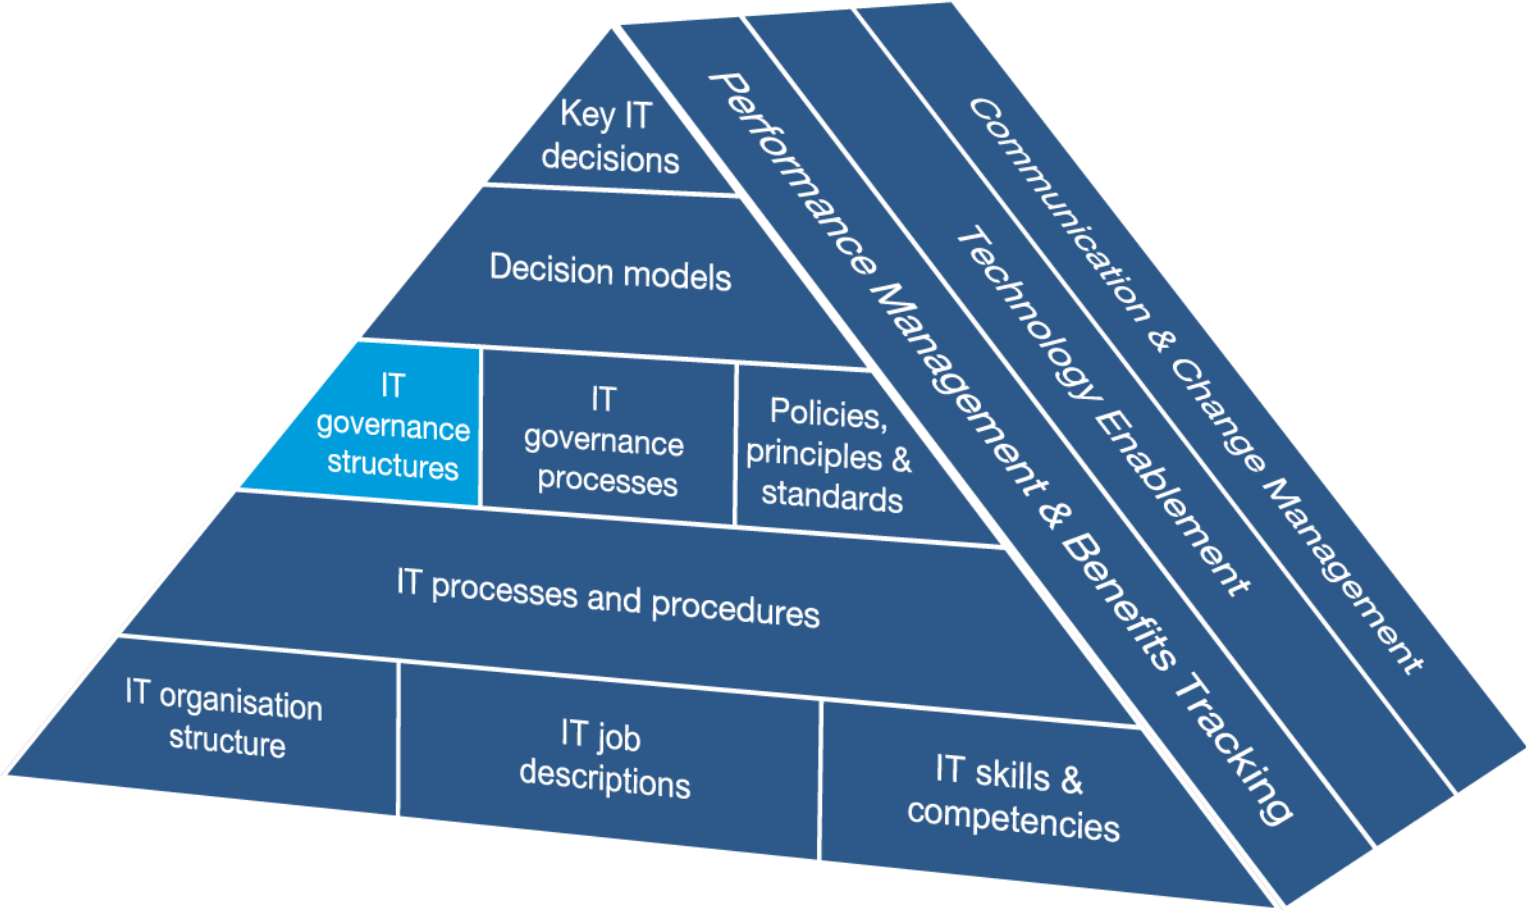 Key IT
decisions
Decision models
IT
governance
structures
IT
governance
processes
Policies,
principles &
standards
IT processes and procedures
IT organisation
structure
IT job
descriptions
IT skills &
competencies
Performance Management & Benefits Tracking
Technology Enablement
Communication & Change Management